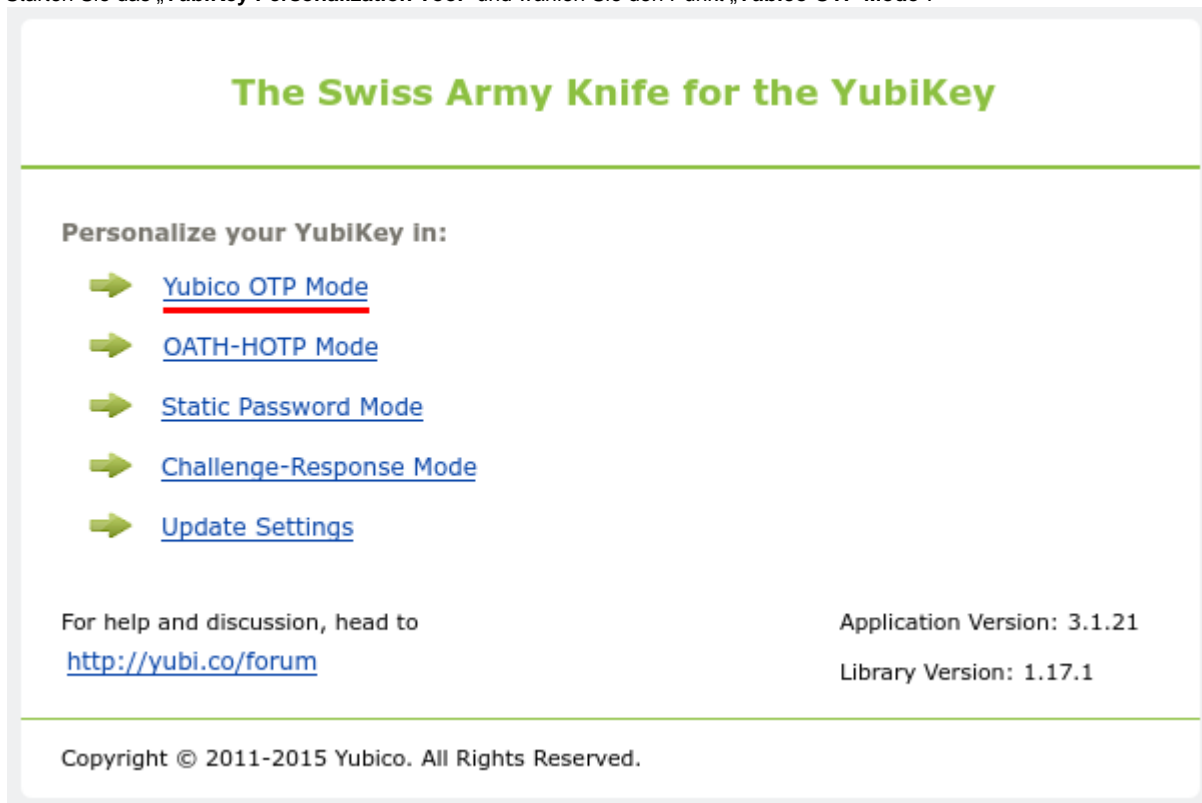 The Swiss Army Knife for the YubiKey
Personalize your YubiKey in:
Yubico OTP Mode
OATH-HOTP Mode
Static Password Mode
Challenge-Response Mode
Update Settings
For help and discussion, head to
http://yubi.co/forum
Application Version: 3.1.21
Library Version: 1.17.1
Copyright © 2011-2015 Yubico. All Rights Reserved.